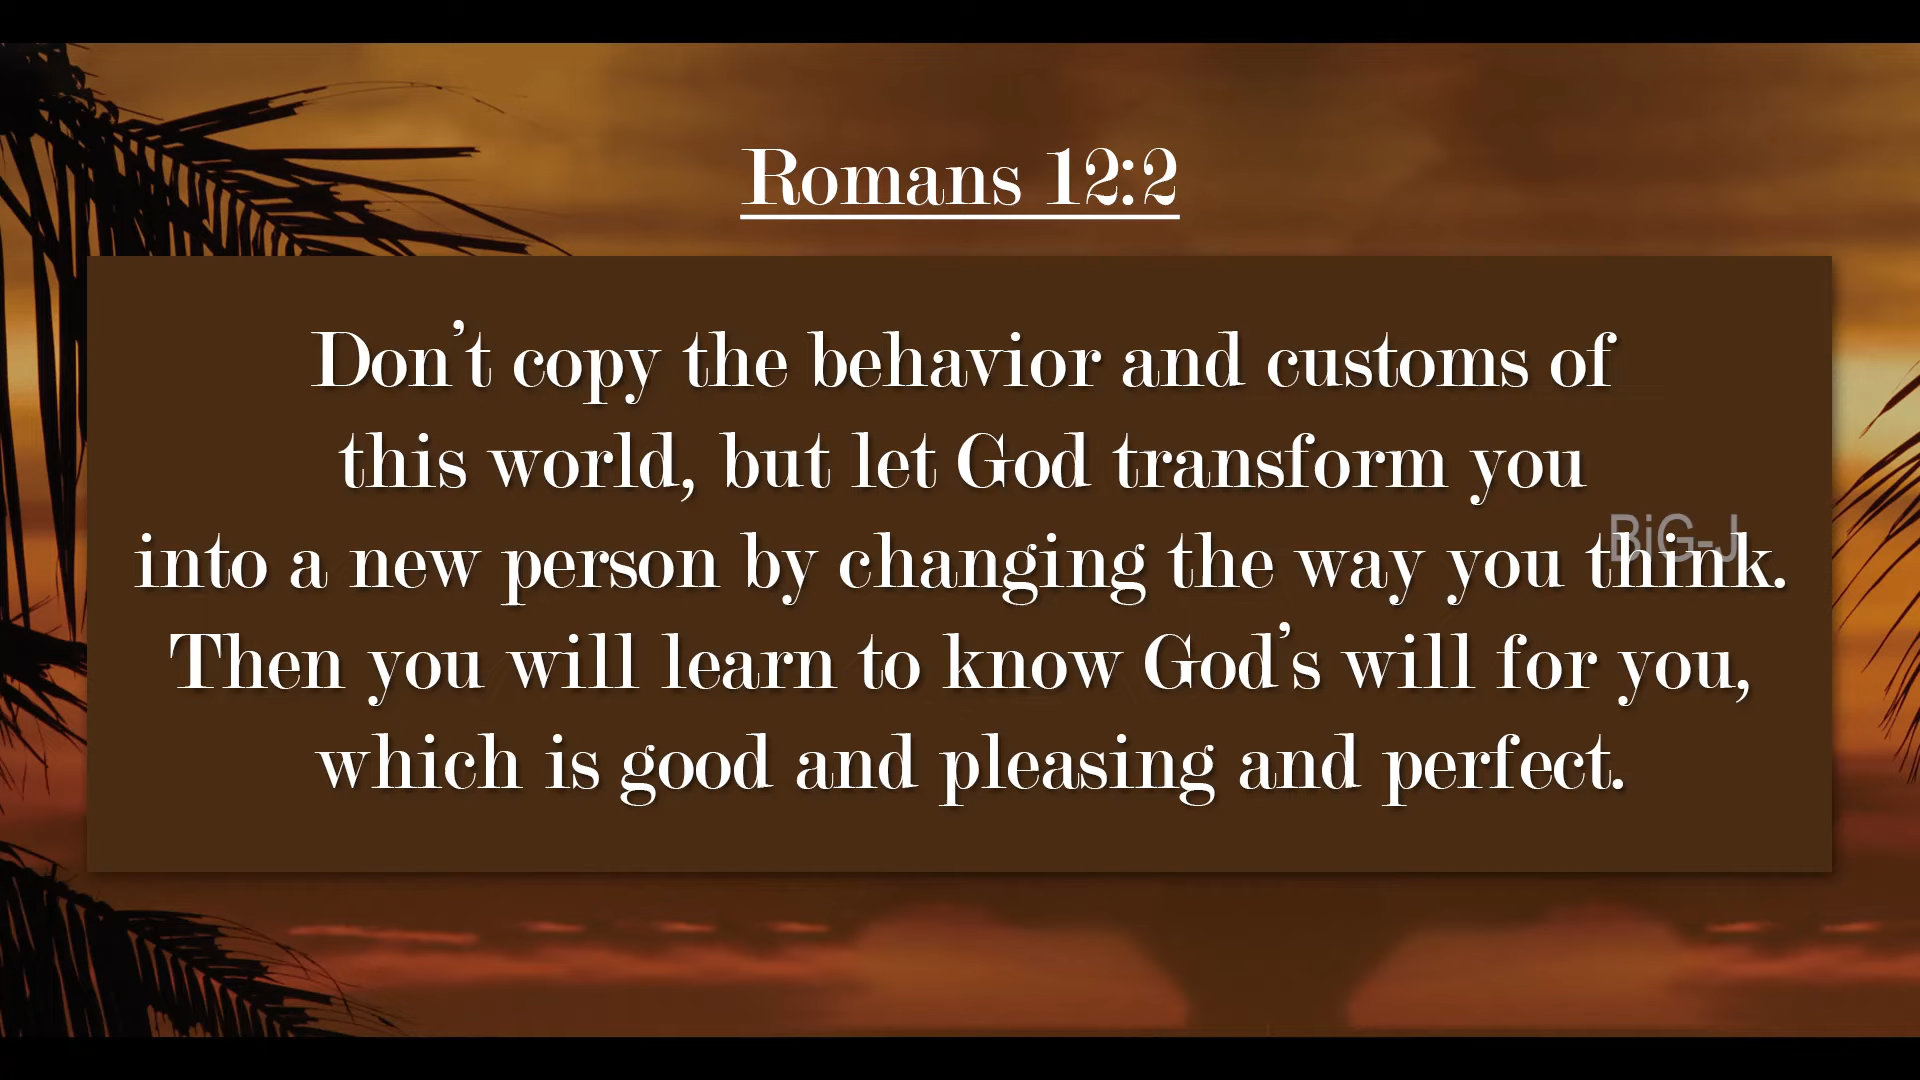 Romans 12:2
Don't copy the behavior and customs of
this world, but let God transform you
into a new person by changing the way you think.
Then you will learn to know God's will for you,
which is good and pleasing and perfect.
BiG-J